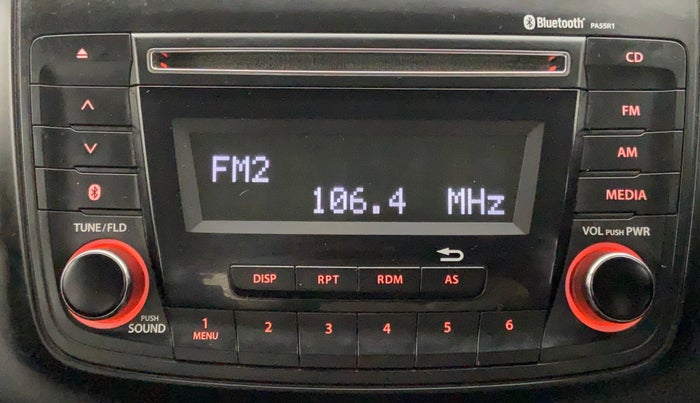 Bluetooth® PA55R1
CD
FM
AM
MEDIA
FM2
106.4 MHz
TUNE/FLD
VOL PUSH PWR
DISP RPT RDM AS
PUSH
SOUND
1 2 3 4 5 6
MENU